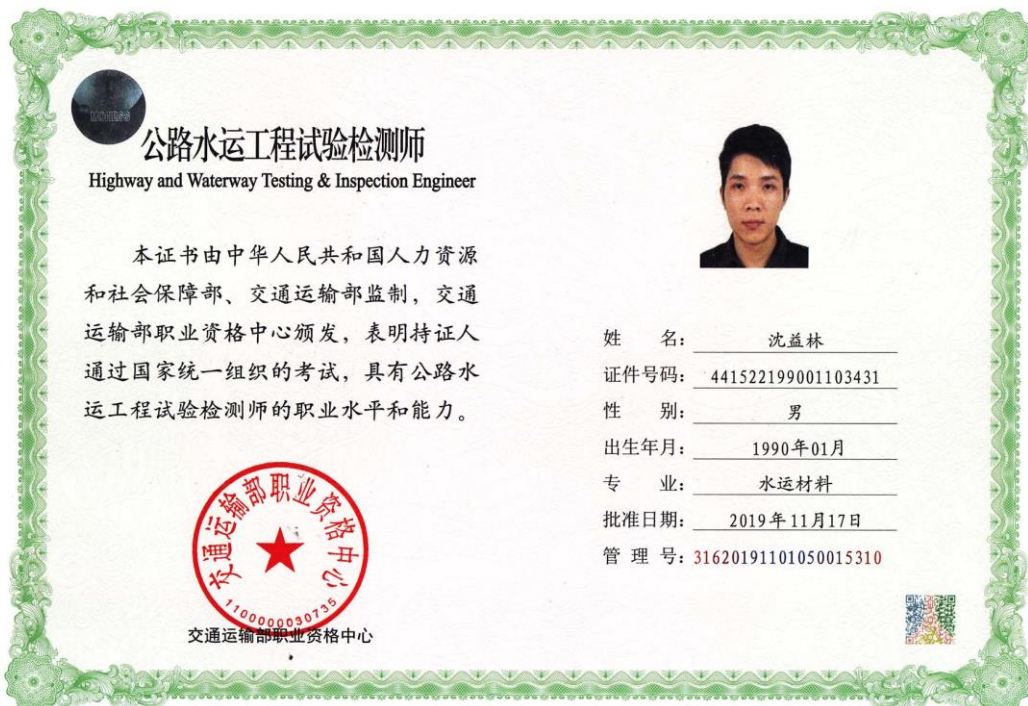 公路水运工程试验检测师
Highway and Waterway Testing & Inspection Engineer
本证书由中华人民共和国人力资源
和社会保障部、交通运输部监制，交通
运输部职业资格中心颁发，表明持证人
通过国家统一组织的考试，具有公路水
运工程试验检测师的职业水平和能力。
交通运输部职业资格中心
1100000030735
交通运输部职业资格中心
姓 名： 沈益林
证件号码： 441522199001103431
性 别： 男
出生年月： 1990年01月
专 业： 水运材料
批准日期： 2019年11月17日
管 理 号： 31620191101050015310